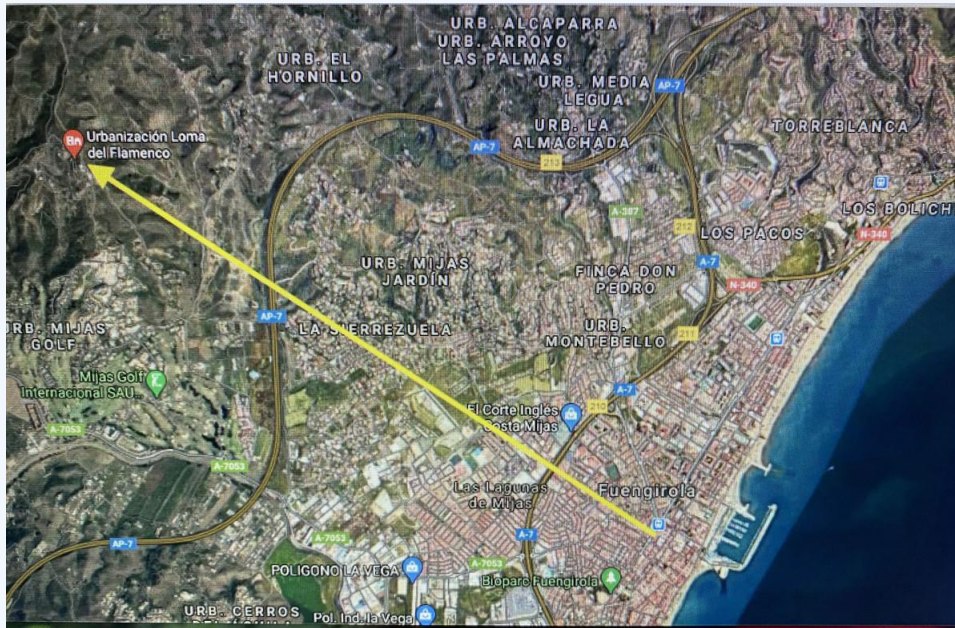 URB. ALCAPARRA
URB. ARROYO
LAS PALMAS
URB. EL
HORNILLO
URB. MEDIA
LEGUA
AP-7
Urbanización Loma
del Flamenco
URB. LA
ALMACHADA
TORREBLANCA
AP-7
213
A-387
LOS BOLICH
212
LOS PACOS
N-340
URB. MIJAS
JARDÍN
FINCA DON
PEDRO
A-7
N-340
AP-7
LA SIERREZUELA
URB. MIJAS
GOLF
URB.
MONTEBELLO
211
Mijas Golf
Internacional SAU...
A-7
El Corte Inglés
Costa Mijas
210
A-7053
A-7053
Las Lagunas
de Mijas
Fuengirola
A-7053
A-7
AP-7
A-7053
POLIGONO LA VEGA
Bioparc Fuengirola
URB. CERROS
Pol. Ind. la Vega